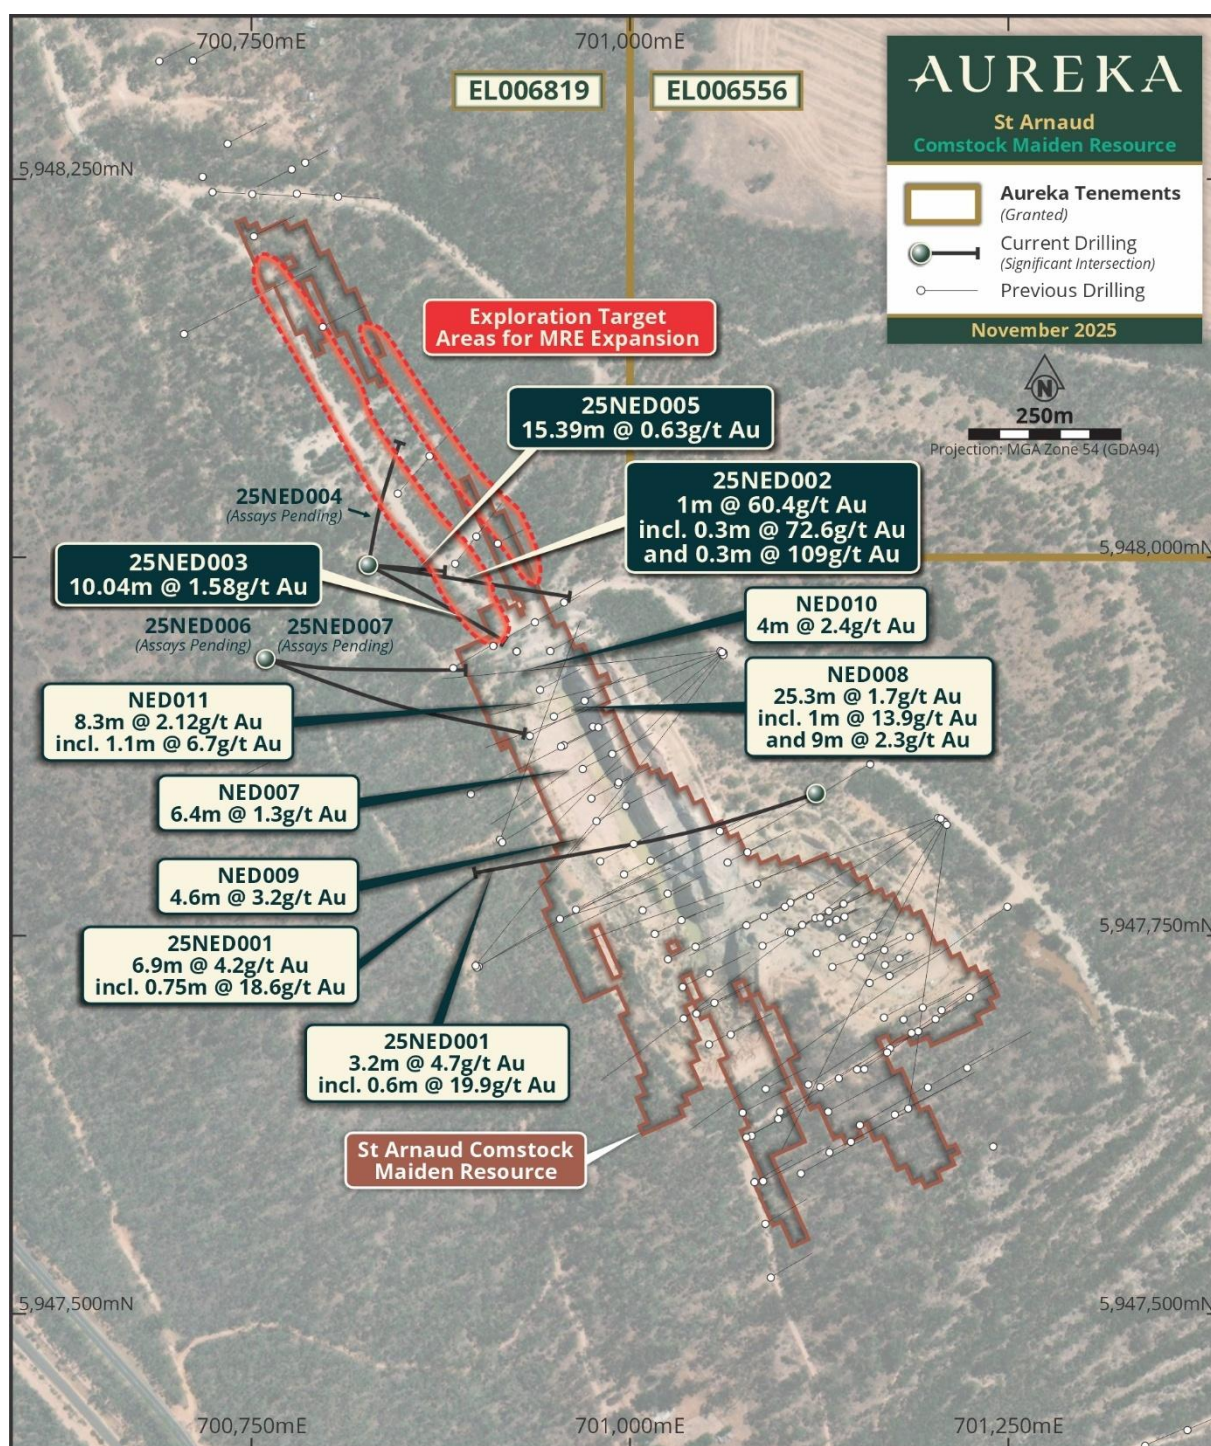 700,750mE
701,000mE
EL006819
EL006556
AUREKA
St Arnaud
Comstock Maiden Resource
Aureka Tenements
(Granted)
Current Drilling
(Significant Intersection)
Previous Drilling
November 2025
N
250m
Projection: MGA Zone 54 (GDA94)
5,948,250mN
Exploration Target
Areas for MRE Expansion
25NED005
15.39m @ 0.63g/t Au
25NED002
1m @ 60.4g/t Au
incl. 0.3m @ 72.6g/t Au
and 0.3m @ 109g/t Au
25NED004
(Assays Pending)
5,948,000mN
25NED003
10.04m @ 1.58g/t Au
25NED006
(Assays Pending)
25NED007
(Assays Pending)
NED010
4m @ 2.4g/t Au
NED011
8.3m @ 2.12g/t Au
incl. 1.1m @ 6.7g/t Au
NED008
25.3m @ 1.7g/t Au
incl. 1m @ 13.9g/t Au
and 9m @ 2.3g/t Au
NED007
6.4m @ 1.3g/t Au
NED009
4.6m @ 3.2g/t Au
25NED001
6.9m @ 4.2g/t Au
incl. 0.75m @ 18.6g/t Au
5,947,750mN
25NED001
3.2m @ 4.7g/t Au
incl. 0.6m @ 19.9g/t Au
St Arnaud Comstock
Maiden Resource
5,947,500mN
5,947,500mN
700,750mE
701,000mE
701,250mE